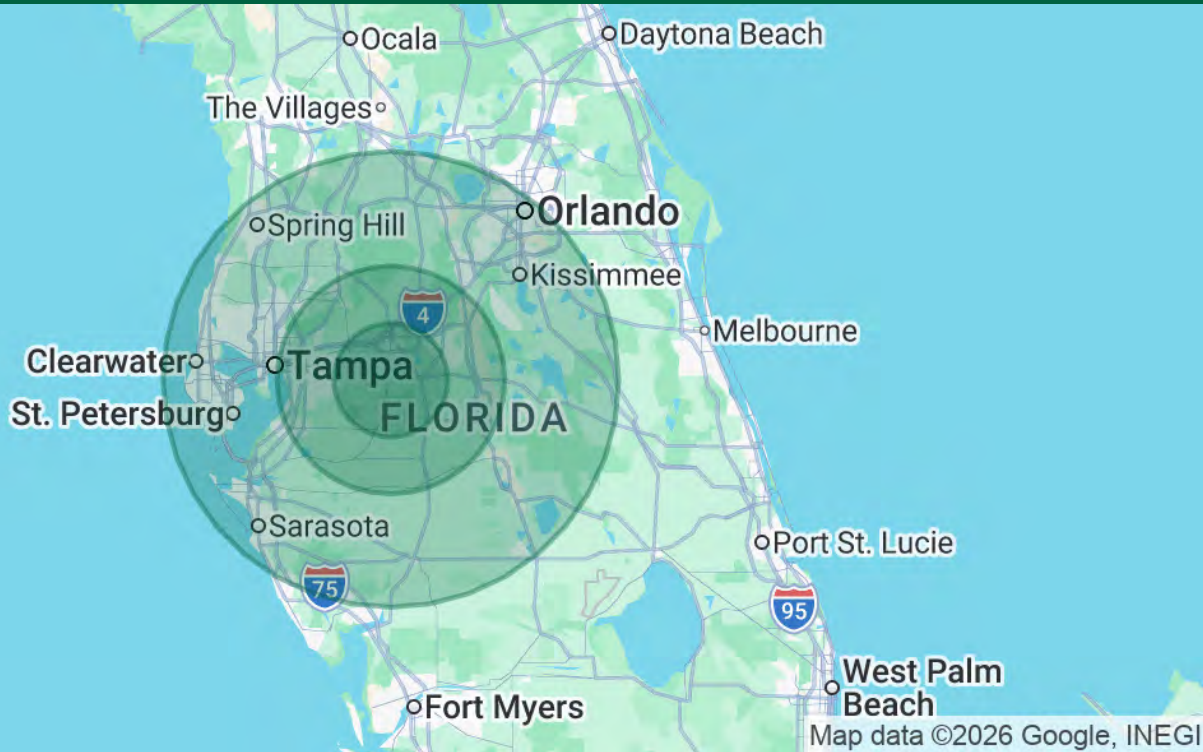 Ocala
Daytona Beach
The Villages
Orlando
Spring Hill
Kissimmee
4
Melbourne
Clearwater
Tampa
St. Petersburg
FLORIDA
Sarasota
Port St. Lucie
75
95
West Palm
Beach
Fort Myers
Map data ©2026 Google, INEGI